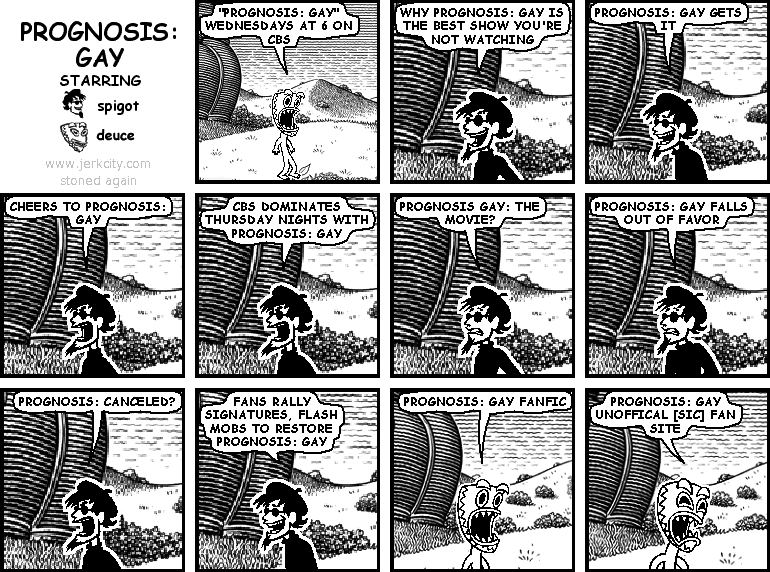 PROGNOSIS:
GAY
STARRING
spigot
deuce
www.jerkcity.com
stoned again
"PROGNOSIS: GAY"
WEDNESDAYS AT 6 ON
CBS
WHY PROGNOSIS: GAY IS
THE BEST SHOW YOU'RE
NOT WATCHING
PROGNOSIS: GAY GETS
IT
CHEERS TO PROGNOSIS:
GAY
CBS DOMINATES
THURSDAY NIGHTS WITH
PROGNOSIS: GAY
PROGNOSIS GAY: THE
MOVIE?
PROGNOSIS: GAY FALLS
OUT OF FAVOR
PROGNOSIS: CANCELED?
FANS RALLY
SIGNATURES, FLASH
MOBS TO RESTORE
PROGNOSIS: GAY
PROGNOSIS: GAY FANFIC
PROGNOSIS: GAY
UNOFFICAL [SIC] FAN
SITE